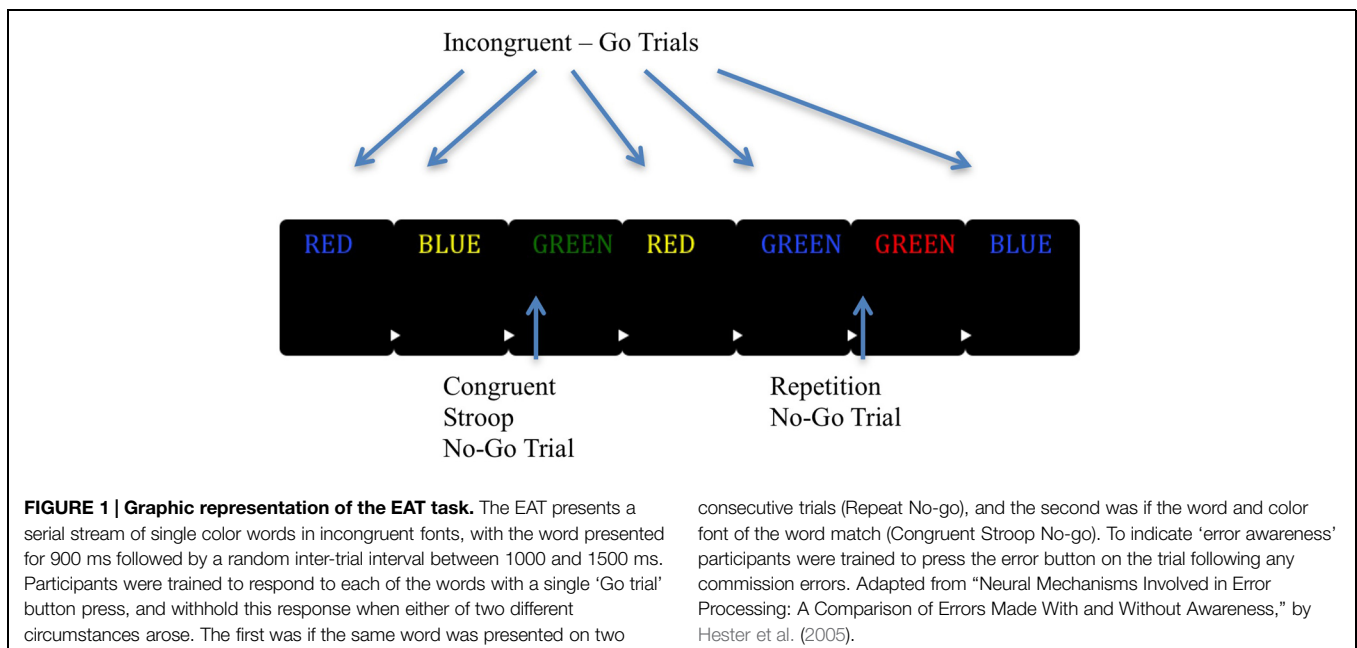 Incongruent – Go Trials
RED BLUE GREEN RED GREEN GREEN BLUE
Congruent
Stroop
No-Go Trial
Repetition
No-Go Trial
FIGURE 1 | Graphic representation of the EAT task. The EAT presents a
serial stream of single color words in incongruent fonts, with the word presented
for 900 ms followed by a random inter-trial interval between 1000 and 1500 ms.
Participants were trained to respond to each of the words with a single ‘Go trial’
button press, and withhold this response when either of two different
circumstances arose. The first was if the same word was presented on two
consecutive trials (Repeat No-go), and the second was if the word and color
font of the word match (Congruent Stroop No-go). To indicate ‘error awareness’
participants were trained to press the error button on the trial following any
commission errors. Adapted from “Neural Mechanisms Involved in Error
Processing: A Comparison of Errors Made With and Without Awareness,” by
Hester et al. (2005).